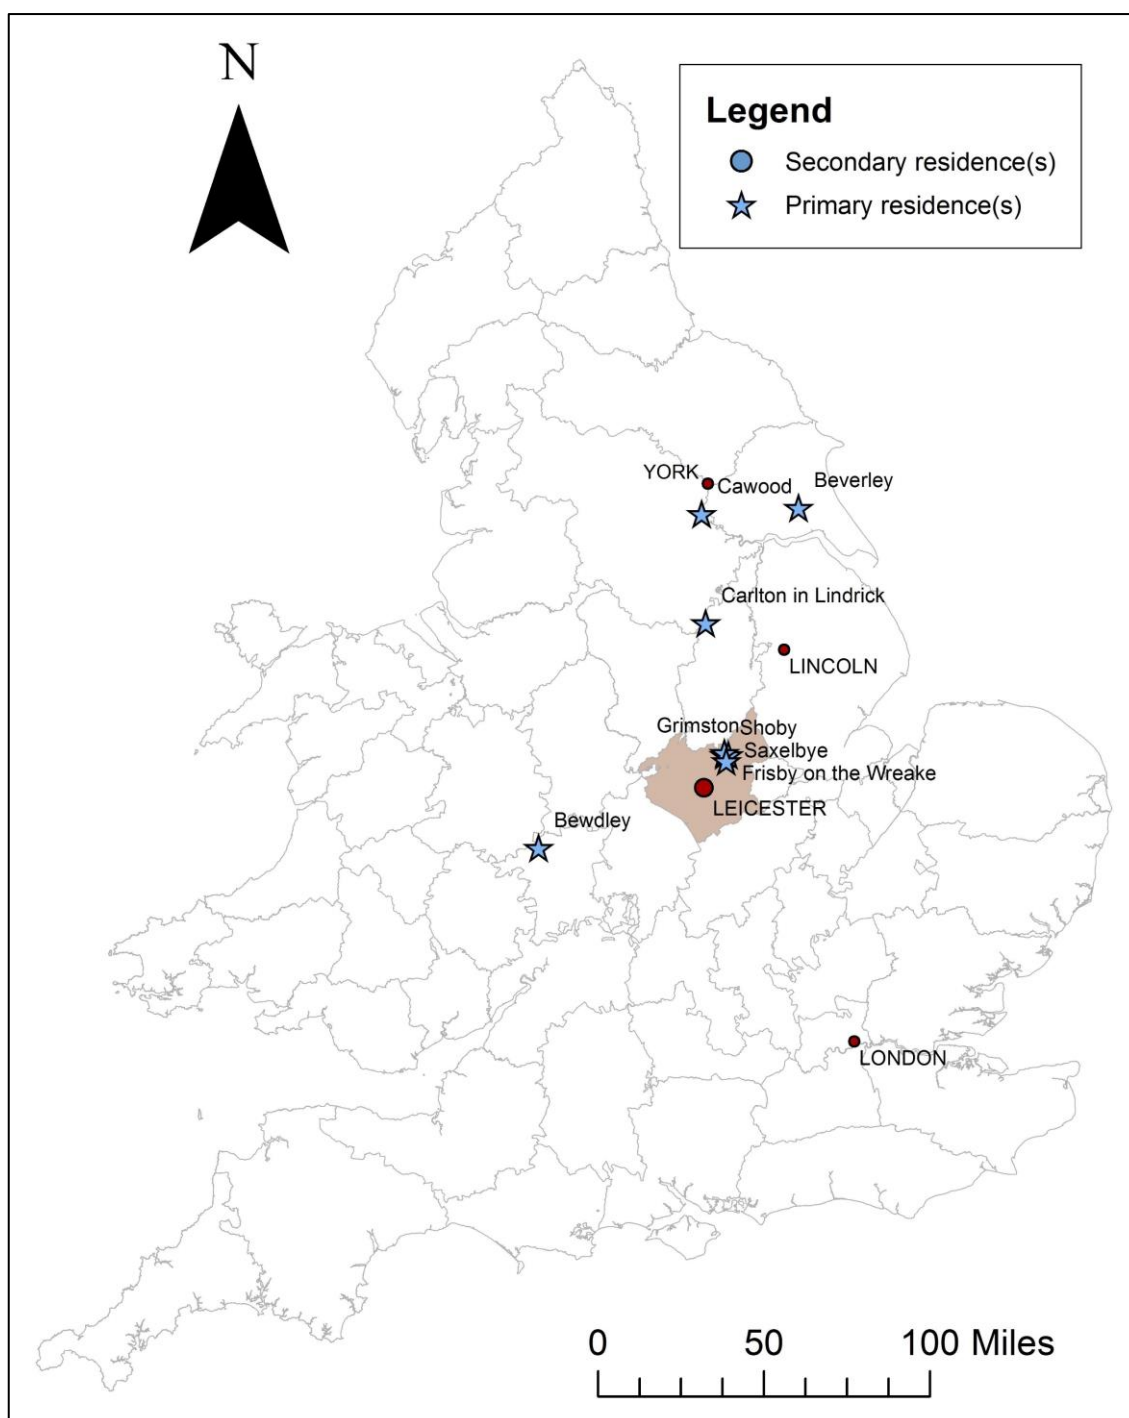 N
Legend
Secondary residence(s)
Primary residence(s)
YORK
Cawood
Beverley
Carlton in Lindrick
LINCOLN
Grimston
Shoby
Saxelbye
Frisby on the Wreake
LEICESTER
Bewdley
LONDON
0 50 100 Miles